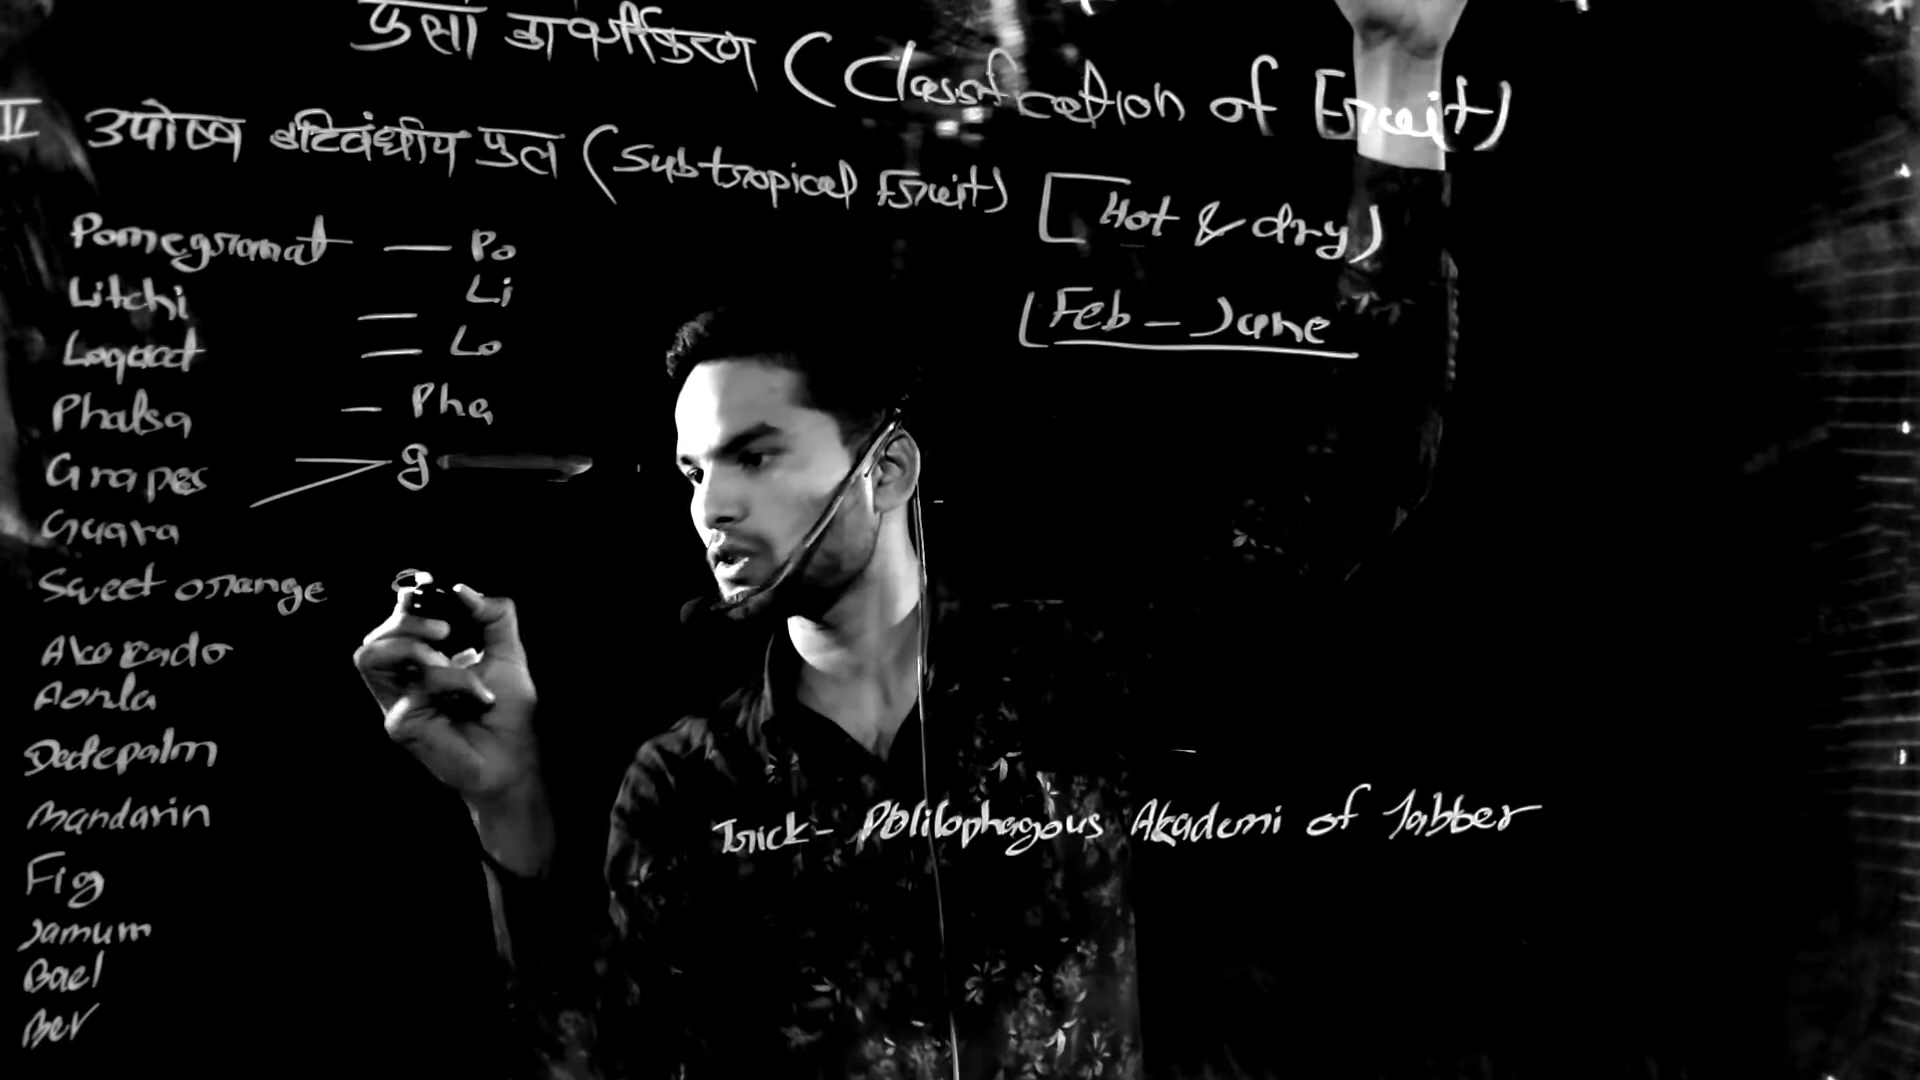 फलों का वर्गीकरण (Classification of Fruit)
II उपोष्ण कटिबंधीय फल (Subtropical Fruit) [Hot & dry)
[Feb - June
Pomegranat — Po
Litchi — Li
Loquat — Lo
Phalsa — Pha
Grapes — g
Guara
Sweet orange
Avocado
Aonla
Datepalm
Mandarin
Fig
Jamum
Bael
Ber
Trick - Polilophagous Akademi of Jabber